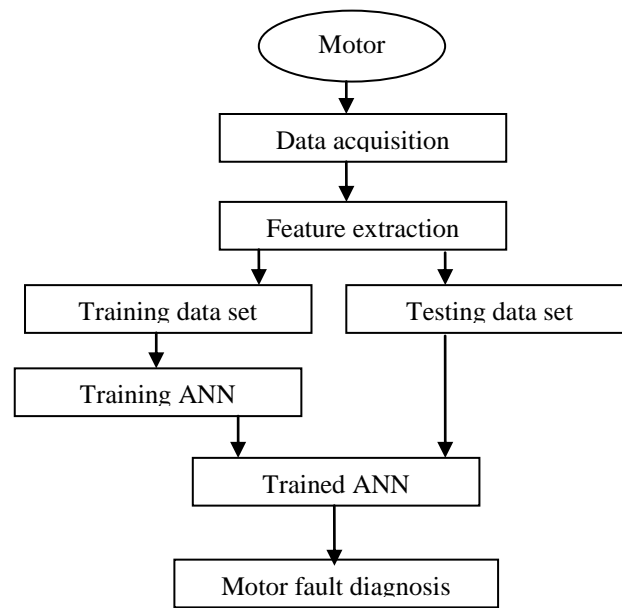 Motor
Data acquisition
Feature extraction
Training data set
Testing data set
Training ANN
Trained ANN
Motor fault diagnosis